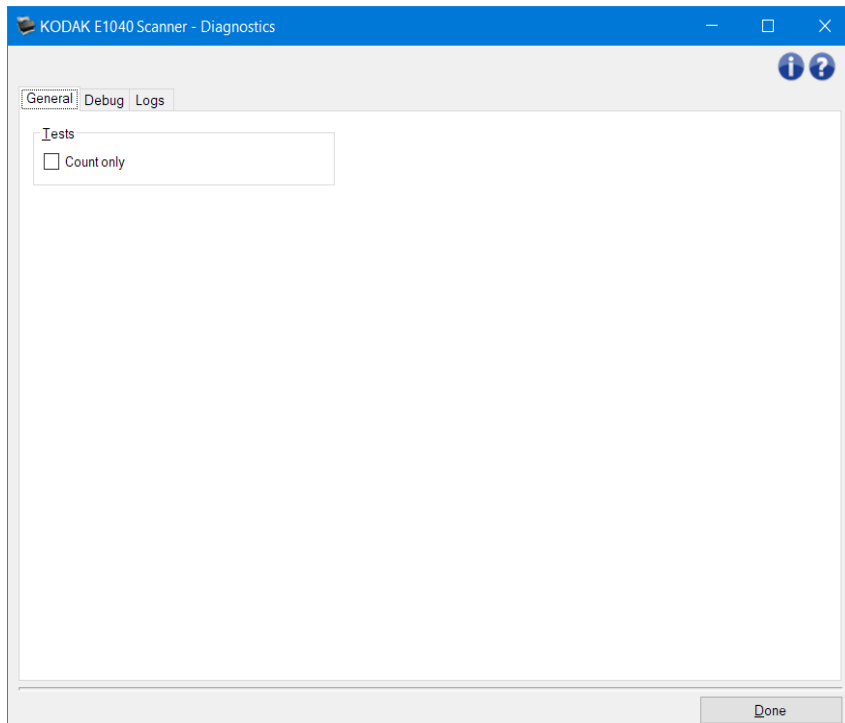 KODAK E1040 Scanner - Diagnostics
General Debug Logs
Tests
Count only
Done